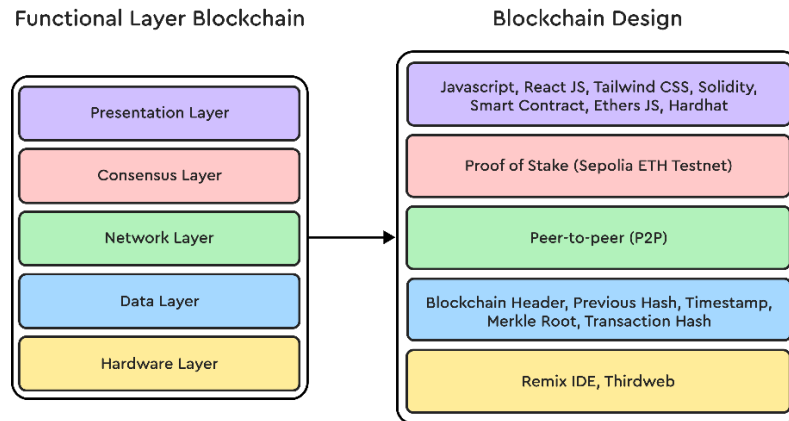 Functional Layer Blockchain
Presentation Layer
Consensus Layer
Network Layer
Data Layer
Hardware Layer
Blockchain Design
Javascript, React JS, Tailwind CSS, Solidity,
Smart Contract, Ethers JS, Hardhat
Proof of Stake (Sepolia ETH Testnet)
Peer-to-peer (P2P)
Blockchain Header, Previous Hash, Timestamp,
Merkle Root, Transaction Hash
Remix IDE, Thirdweb